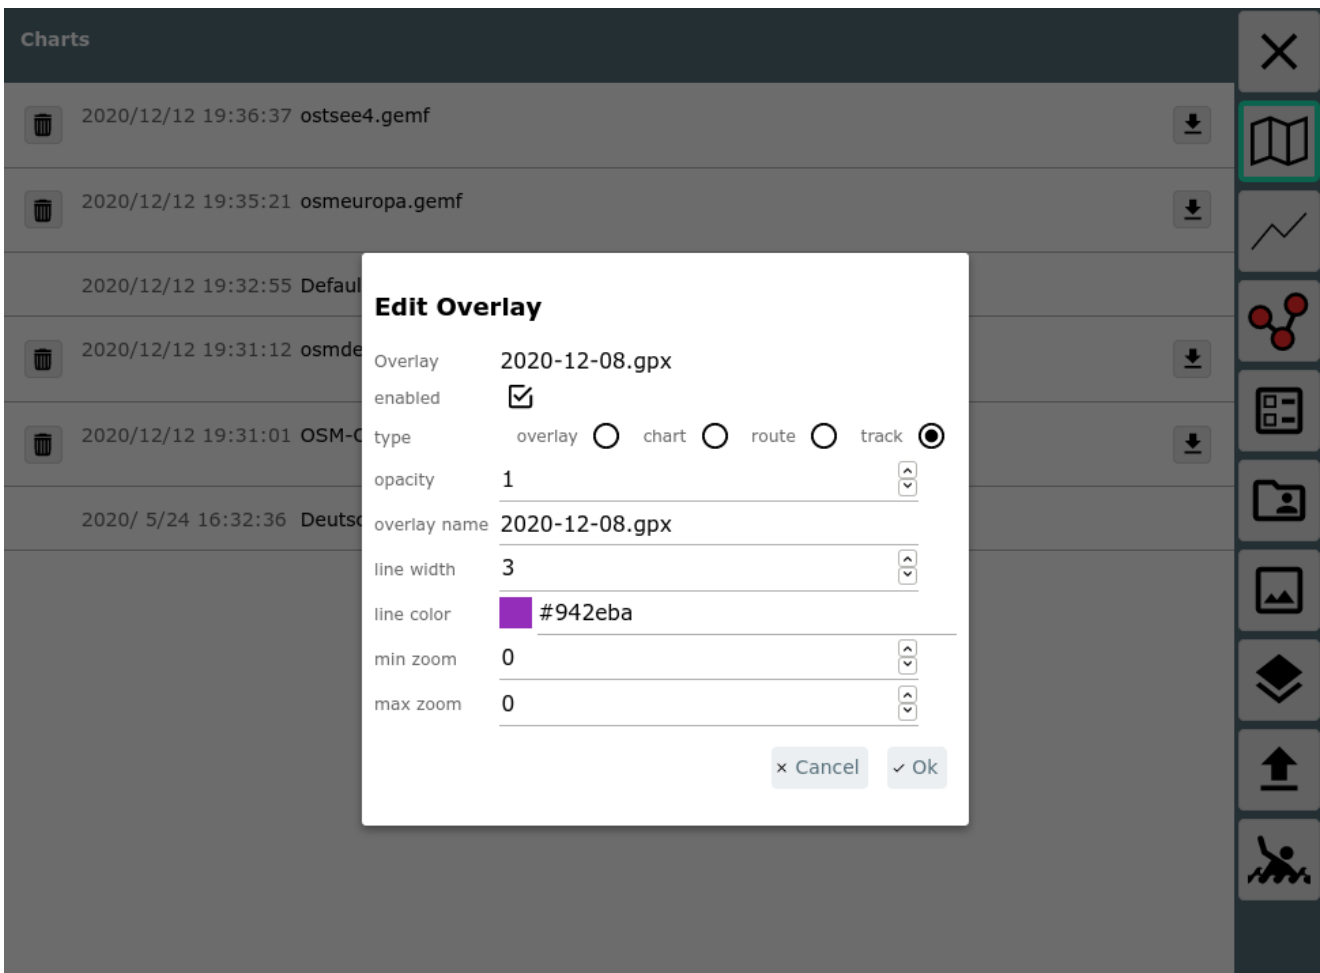 Charts
2020/12/12 19:36:37 ostsee4.gemf
2020/12/12 19:35:21 osmeuropa.gemf
2020/12/12 19:32:55 Defaul
2020/12/12 19:31:12 osmde
2020/12/12 19:31:01 OSM-
2020/ 5/24 16:32:36 Deutsc
Edit Overlay
Overlay 2020-12-08.gpx
enabled
type overlay chart route track
opacity 1
overlay name 2020-12-08.gpx
line width 3
line color #942eba
min zoom 0
max zoom 0
× Cancel ✓ Ok